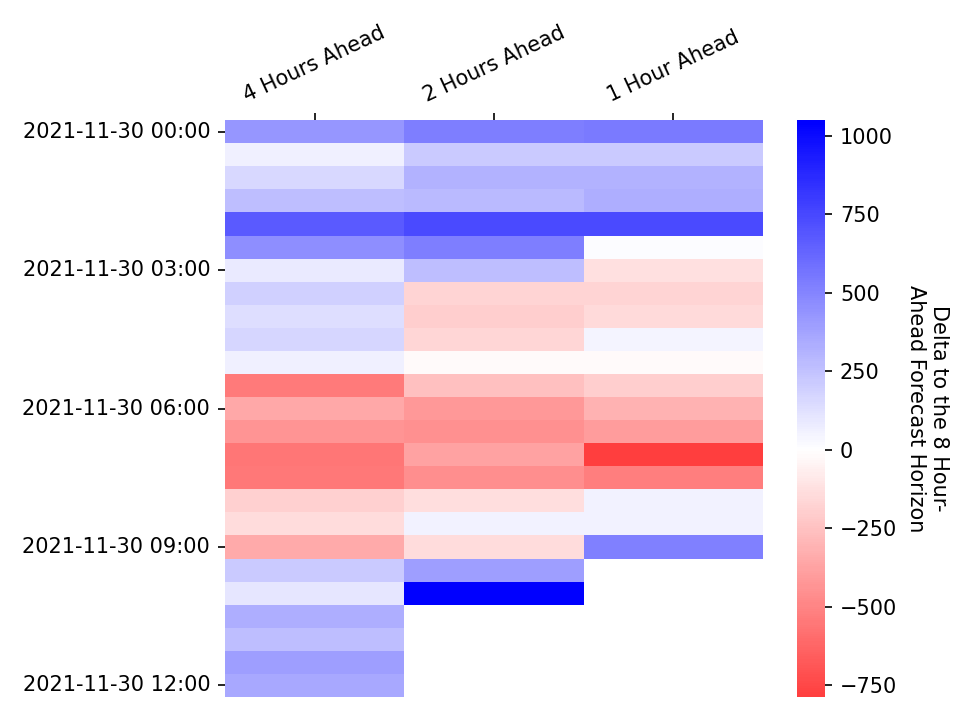 4 Hours Ahead
2 Hours Ahead
1 Hour Ahead
2021-11-30 00:00
2021-11-30 03:00
2021-11-30 06:00
2021-11-30 09:00
2021-11-30 12:00
1000
750
500
250
0
−250
−500
−750
Delta to the 8 Hour-
Ahead Forecast Horizon